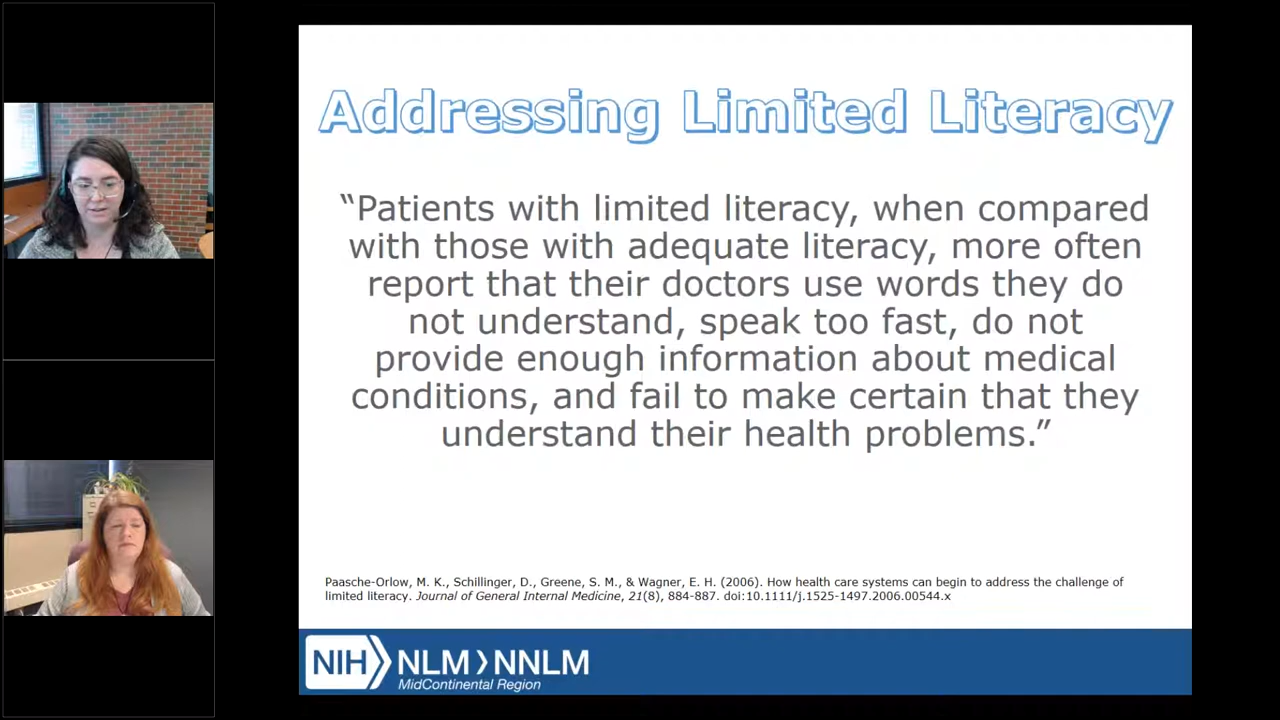 Addressing Limited Literacy
“Patients with limited literacy, when compared
with those with adequate literacy, more often
report that their doctors use words they do
not understand, speak too fast, do not
provide enough information about medical
conditions, and fail to make certain that they
understand their health problems.”
Paasche-Orlow, M. K., Schillinger, D., Greene, S. M., & Wagner, E. H. (2006). How health care systems can begin to address the challenge of
limited literacy. Journal of General Internal Medicine, 21(8), 884-887. doi:10.1111/j.1525-1497.2006.00544.x
NIH NLM NNLM
MidContinental Region